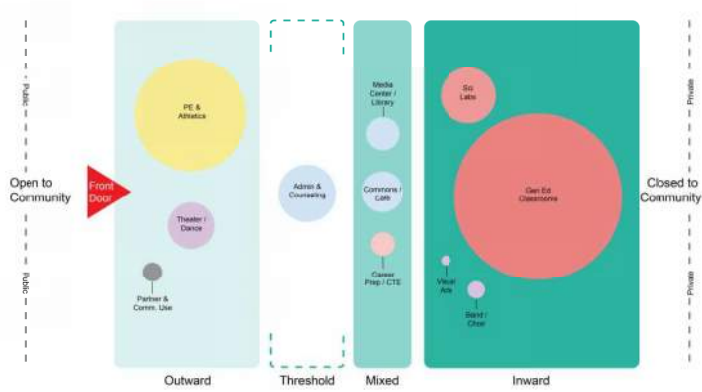 Public
Open to
Community
Public
Front
Door
PE &
Athletics
Theater /
Dance
Partner &
Comm. Use
Outward
Admin &
Counseling
Threshold
Media
Center /
Library
Commons /
Café
Career
Prep / CTE
Mixed
Sci
Labs
Gen Ed
Classrooms
Visual
Arts
Band /
Choir
Inward
Private
Closed to
Community
Private